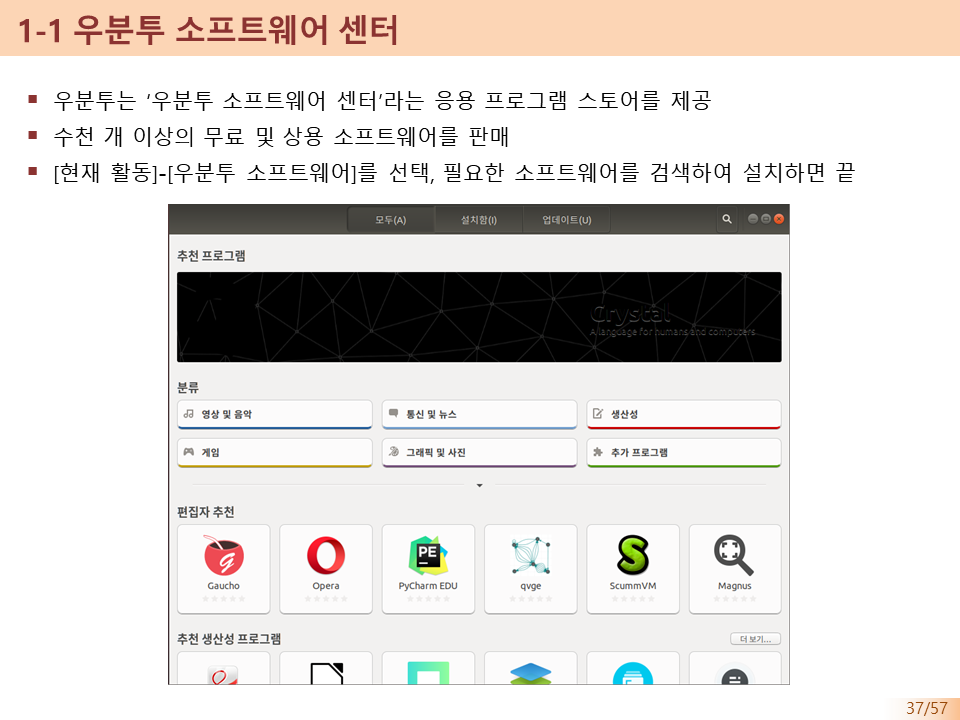 1-1 우분투 소프트웨어 센터
우분투는 '우분투 소프트웨어 센터'라는 응용 프로그램 스토어를 제공
수천 개 이상의 무료 및 상용 소프트웨어를 판매
[현재 활동]-[우분투 소프트웨어]를 선택, 필요한 소프트웨어를 검색하여 설치하면 끝
모두(A) 설치함(I) 업데이트(U)
추천 프로그램
Crystal
A language for humans and computers
분류
영상 및 음악 통신 및 뉴스 생산성
게임 그래픽 및 사진 추가 프로그램
편집자 추천
PE
Gaucho Opera PyCharm EDU qvge ScummVM Magnus
추천 생산성 프로그램 더 보기...
37/57